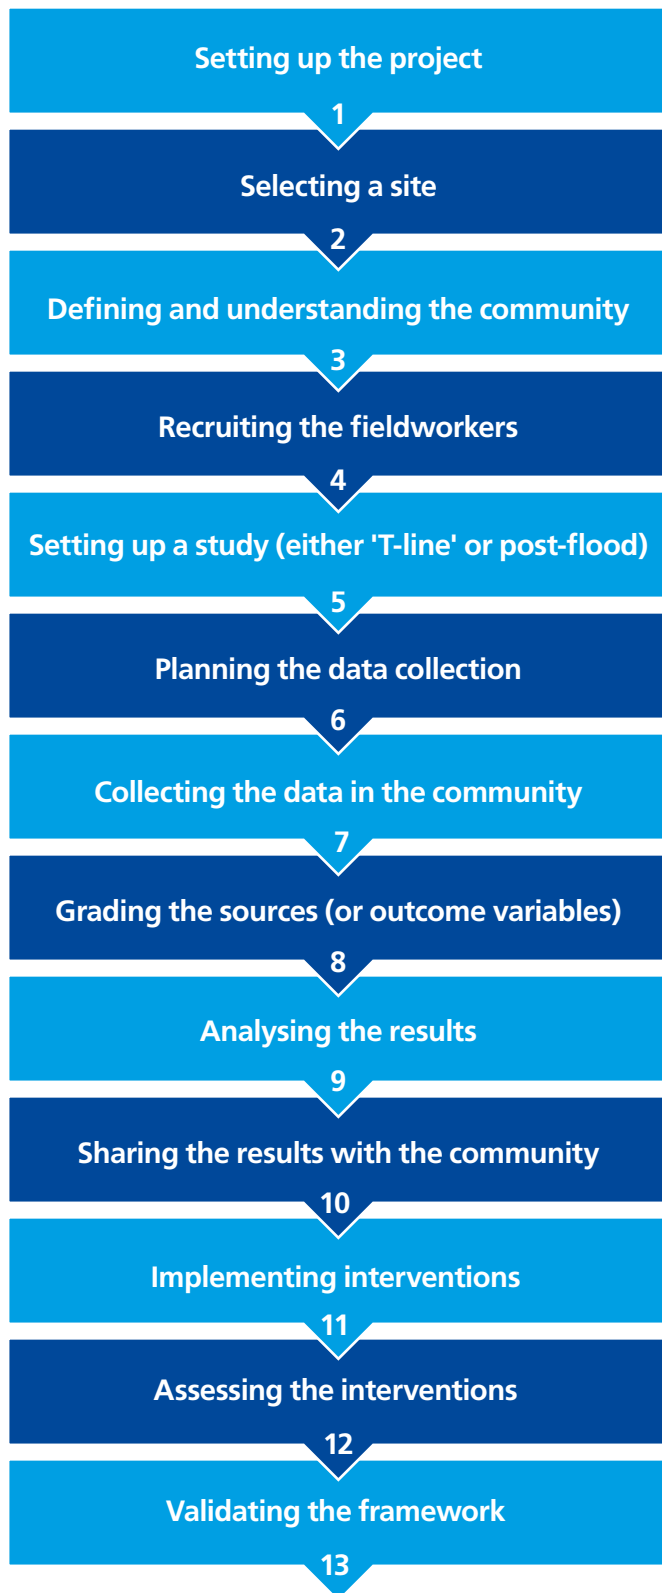 Setting up the project
1
Selecting a site
2
Defining and understanding the community
3
Recruiting the fieldworkers
4
Setting up a study (either 'T-line' or post-flood)
5
Planning the data collection
6
Collecting the data in the community
7
Grading the sources (or outcome variables)
8
Analysing the results
9
Sharing the results with the community
10
Implementing interventions
11
Assessing the interventions
12
Validating the framework
13